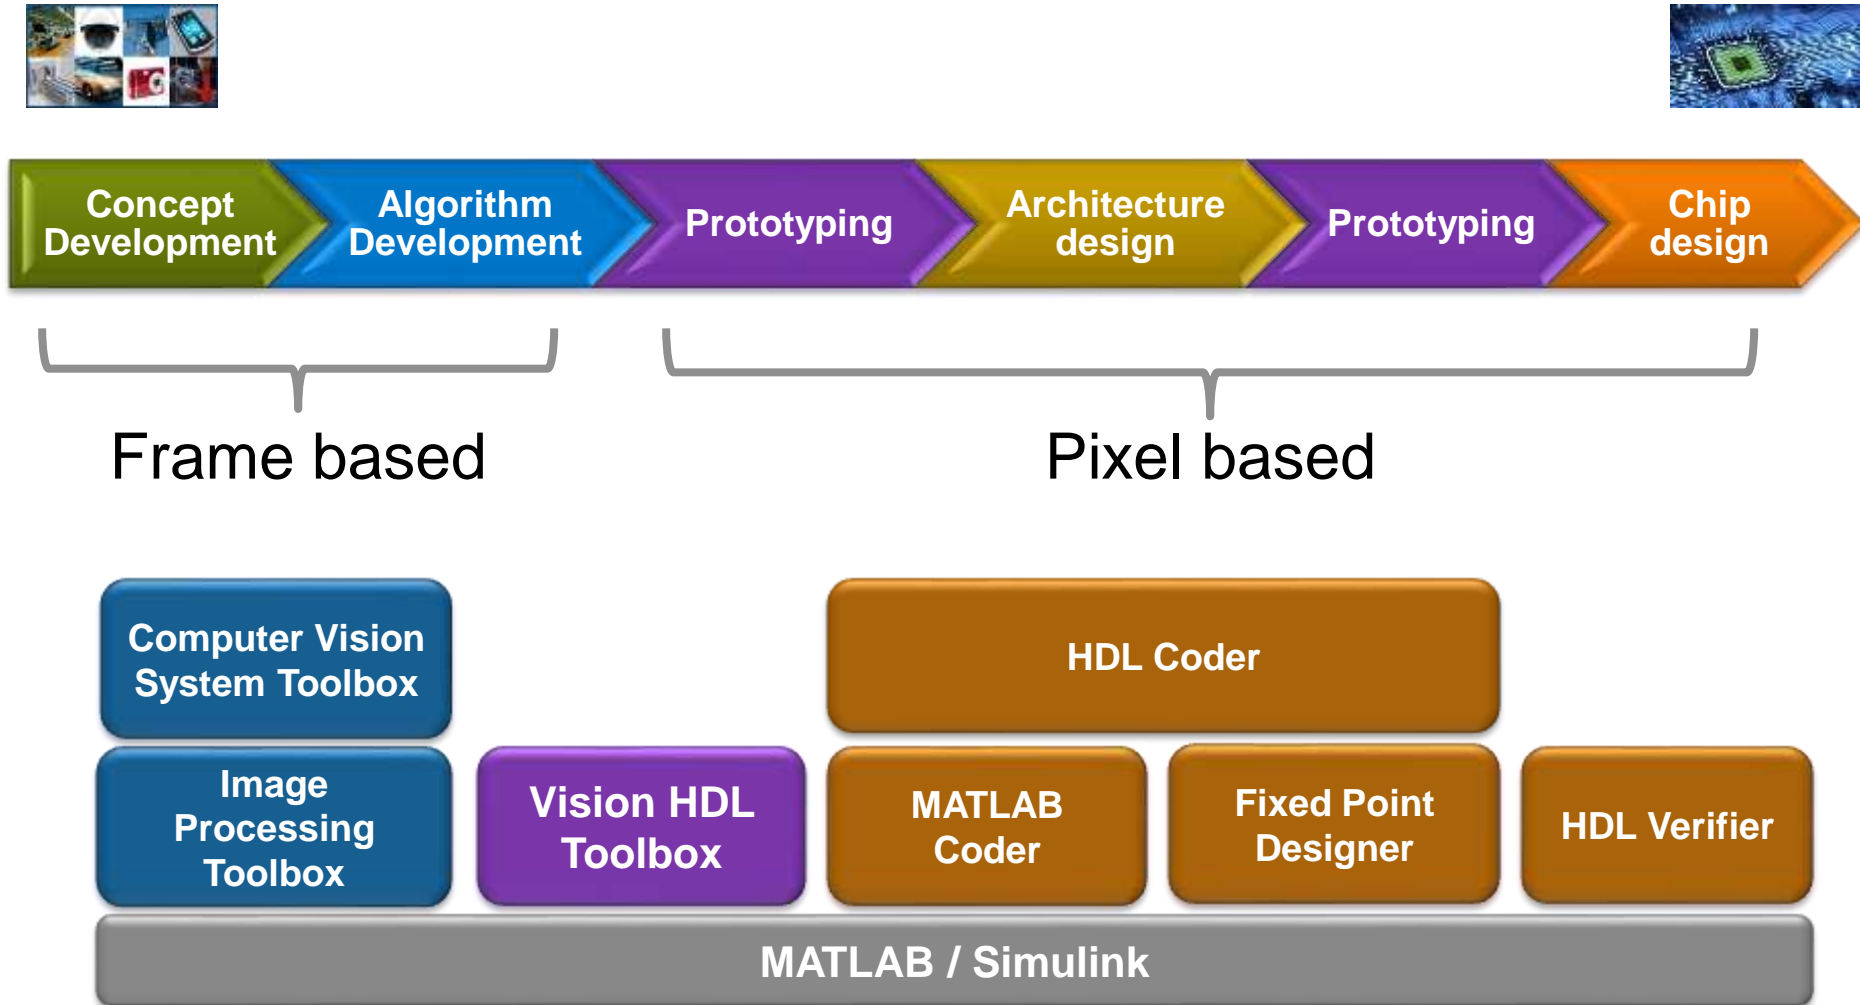 Concept
Development
Algorithm
Development
Prototyping
Architecture
design
Prototyping
Chip
design
Frame based
Pixel based
Computer Vision
System Toolbox
HDL Coder
Image
Processing
Toolbox
Vision HDL
Toolbox
MATLAB
Coder
Fixed Point
Designer
HDL Verifier
MATLAB / Simulink